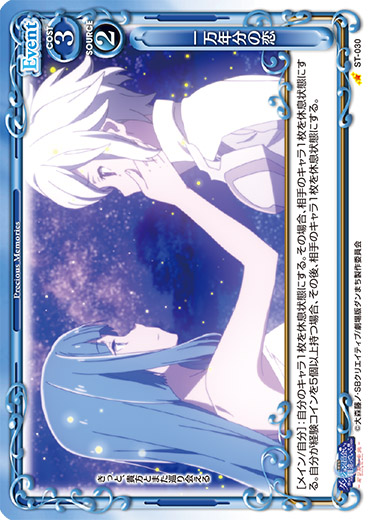 Event
COST
3
SOURCE
2
一万年分の恋
ST-030
Precious Memories
きっと、貴方とまた巡り会える
[メイン/自分]:自分のキャラ1枚を休息状態にする。その場合、相手のキャラ1枚を休息状態にす
る。自分が経験コインを5個以上持つ場合、その後、相手のキャラ1枚を休息状態にする。
©大森藤ノ・SBクリエイティブ/劇場版ダンまち製作委員会